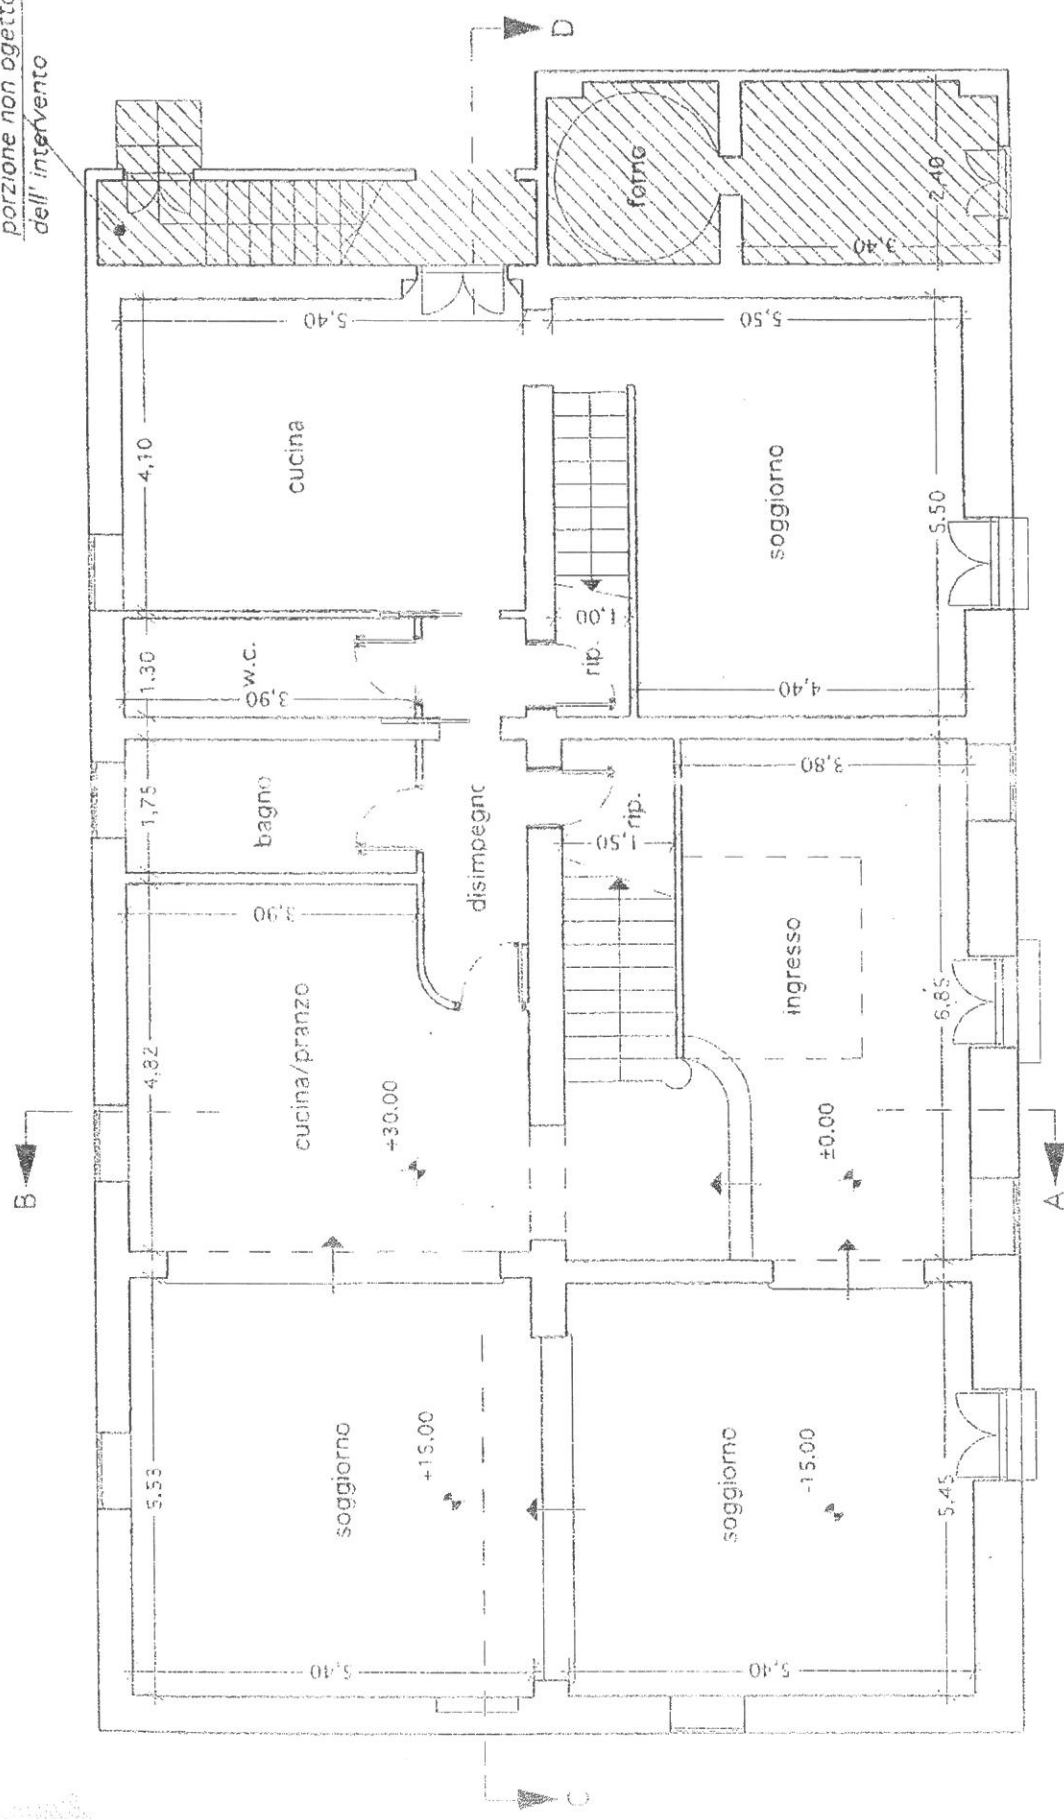 porzione non ogetto
dell' intervento
D
forno
2,40
3,40
5,40
5,50
4,10
cucina
soggiorno
5,50
1,00
rip.
w.c.
1,30
3,90
4,40
1,75
bagno
disimpegno
3,80
1,50
rip.
3,90
ingresso
6,85
cucina/pranzo
4,82
+30.00
±0.00
B
A
soggiorno
+15.00
soggiorno
-15.00
5,53
5,45
5,40
5,40
C